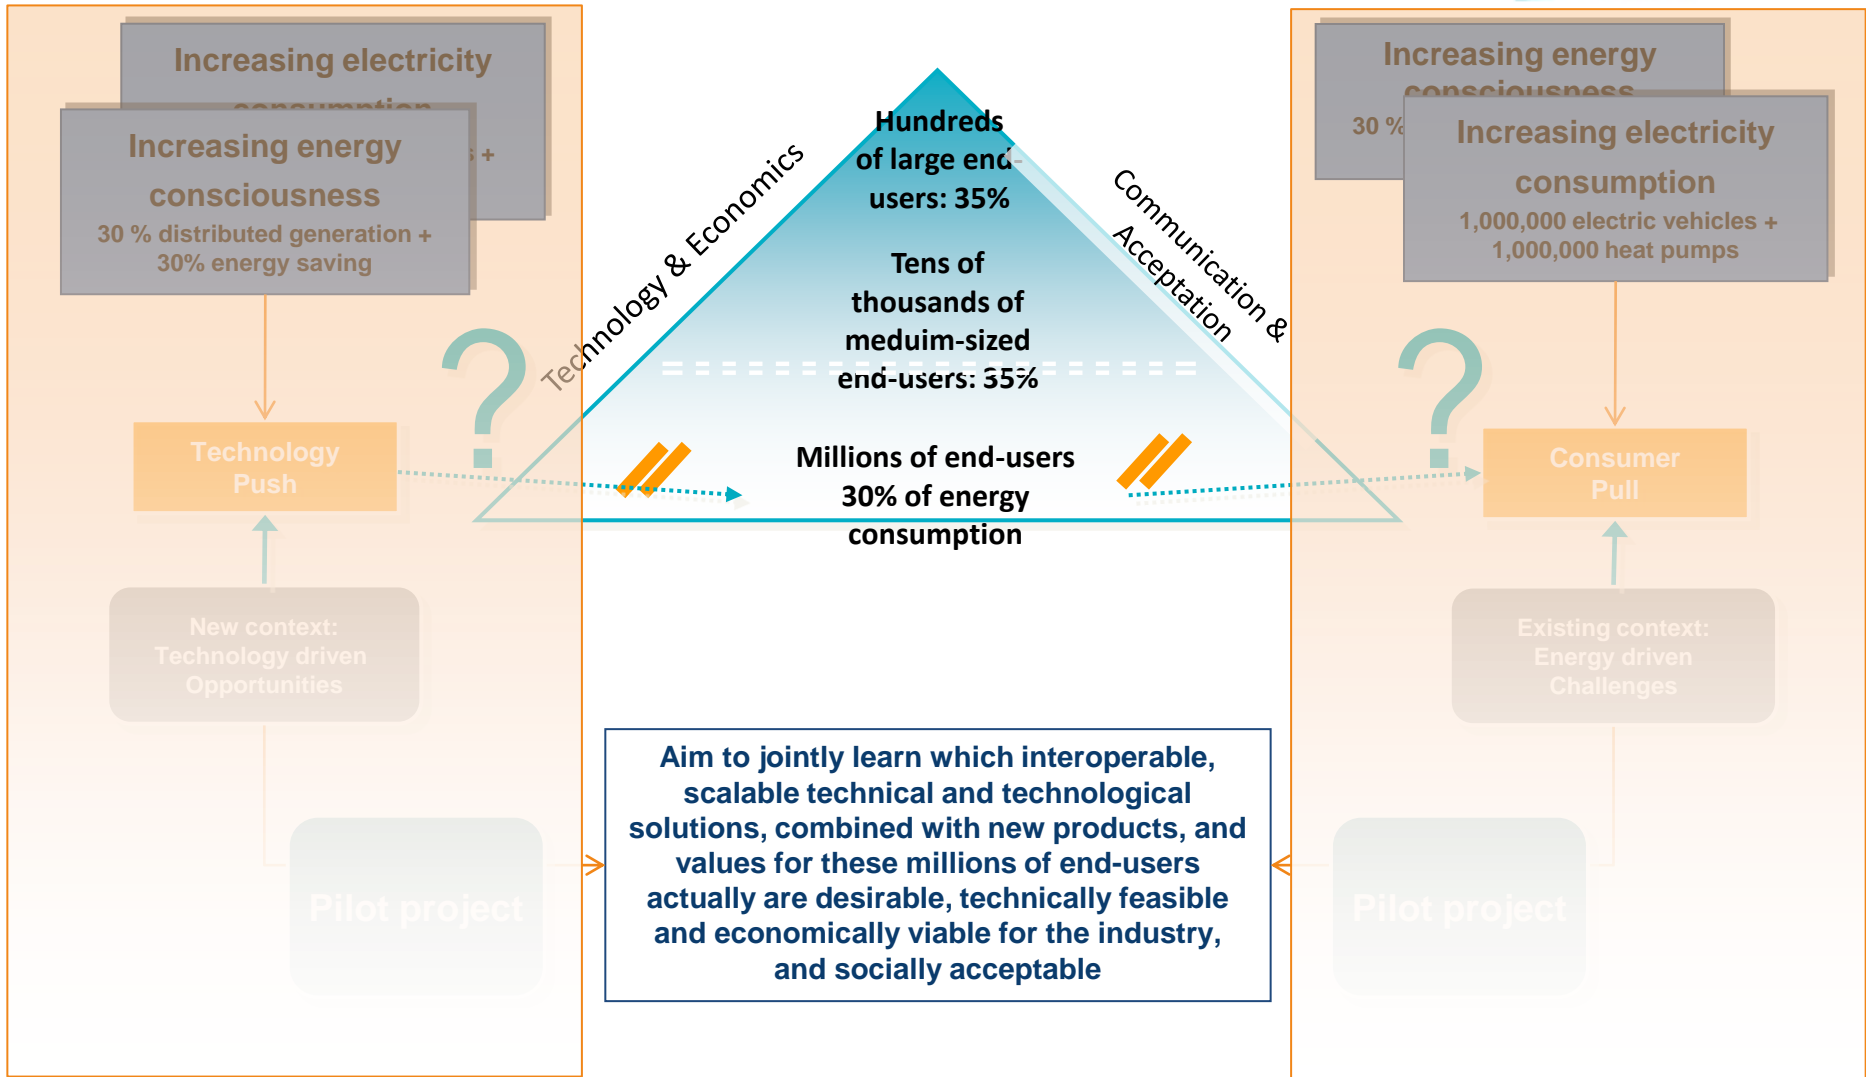 Increasing electricity
consumption
s +
Increasing energy
consciousness
30 % distributed generation +
30% energy saving
Technology
Push
New context:
Technology driven
Opportunities
Pilot project
?
Technology & Economics
Hundreds
of large end-
users: 35%
Tens of
thousands of
meduim-sized
end-users: 35%
Millions of end-users
30% of energy
consumption
Communication &
Acceptation
Aim to jointly learn which interoperable,
scalable technical and technological
solutions, combined with new products, and
values for these millions of end-users
actually are desirable, technically feasible
and economically viable for the industry,
and socially acceptable
?
Increasing energy
consciousness
30 %
Increasing electricity
consumption
1,000,000 electric vehicles +
1,000,000 heat pumps
Consumer
Pull
Existing context:
Energy driven
Challenges
Pilot project